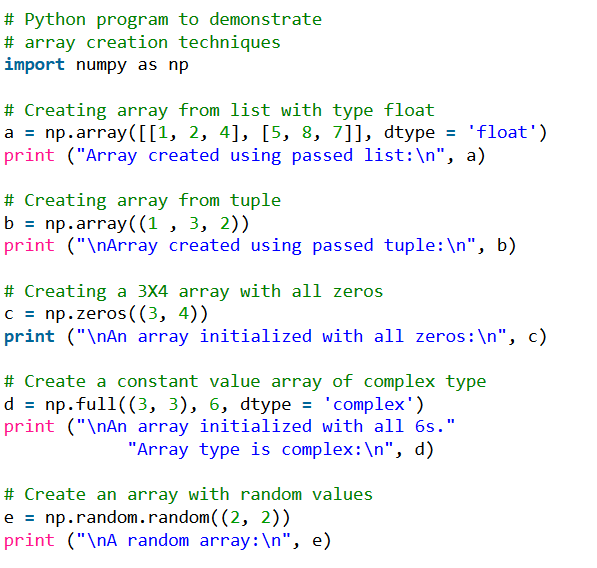 # Python program to demonstrate
# array creation techniques
import numpy as np
# Creating array from list with type float
a = np.array([[1, 2, 4], [5, 8, 7]], dtype = 'float')
print ("Array created using passed list:\n", a)
# Creating array from tuple
b = np.array((1 , 3, 2))
print ("\nArray created using passed tuple:\n", b)
# Creating a 3X4 array with all zeros
c = np.zeros((3, 4))
print ("\nAn array initialized with all zeros:\n", c)
# Create a constant value array of complex type
d = np.full((3, 3), 6, dtype = 'complex')
print ("\nAn array initialized with all 6s."
"Array type is complex:\n", d)
# Create an array with random values
e = np.random.random((2, 2))
print ("\nA random array:\n", e)